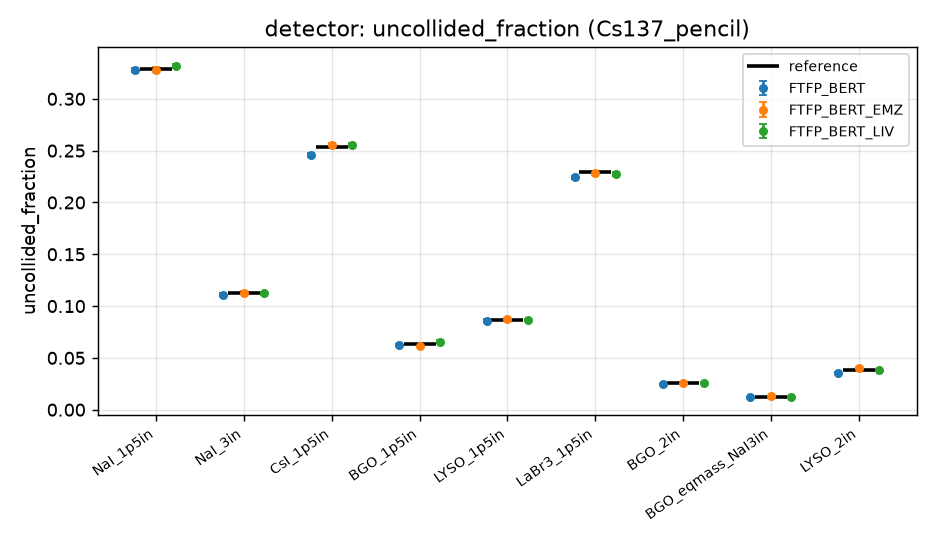 detector: uncollided_fraction (Cs137_pencil)
reference
FTFP_BERT
FTFP_BERT_EMZ
FTFP_BERT_LIV
uncollided_fraction
0.30
0.25
0.20
0.15
0.10
0.05
0.00
NaI_1p5in
NaI_3in
CsI_1p5in
BGO_1p5in
LYSO_1p5in
LaBr3_1p5in
BGO_2in
BGO_eqmass_NaI3in
LYSO_2in